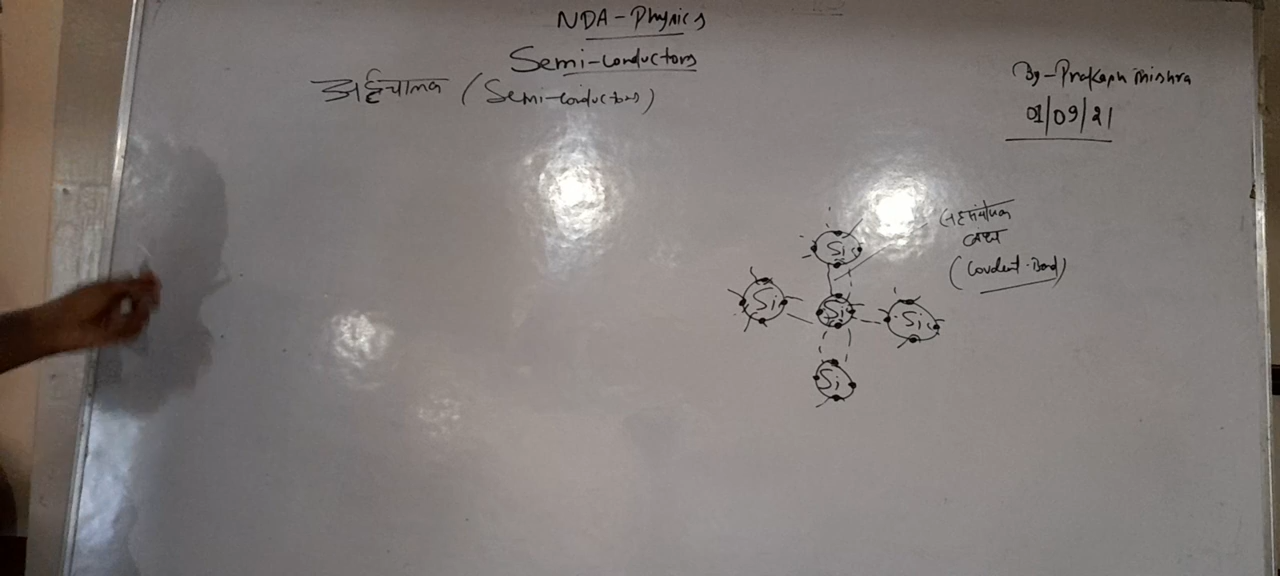 NDA-Physics
Semi-conductors
अर्द्धचालक (Semi-conductors)
By-Prakash Mishra
01/09/21
सहसंयोजक
बन्ध
(Covalent-Bond)
Si
Si
Si
Si
Si